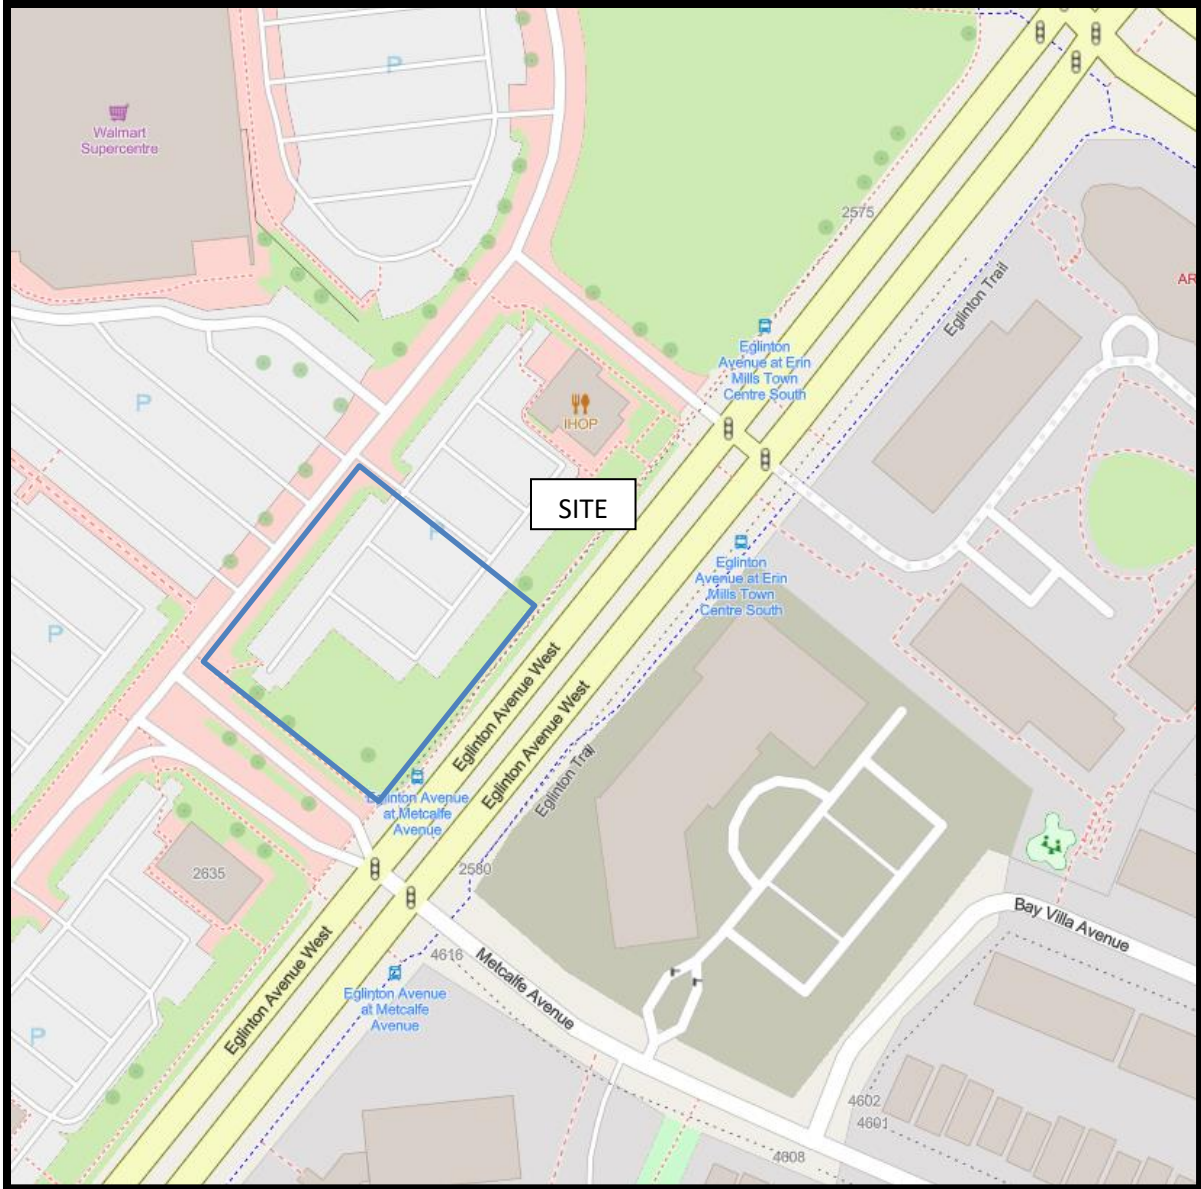 P
Walmart
Supercentre
2575
AR
Eglinton Trail
Eglinton
Avenue at Erin
Mills Town
Centre South
P
IHOP
SITE
P
Eglinton
Avenue at Erin
Mills Town
Centre South
P
Eglinton Avenue West
Eglinton Avenue West
Eglinton Trail
Eglinton Avenue
at Metcalfe
Avenue
2635
2580
Bay Villa Avenue
Eglinton Avenue West
4616
Metcalfe Avenue
Eglinton Avenue
at Metcalfe
Avenue
P
4602
4601
4608